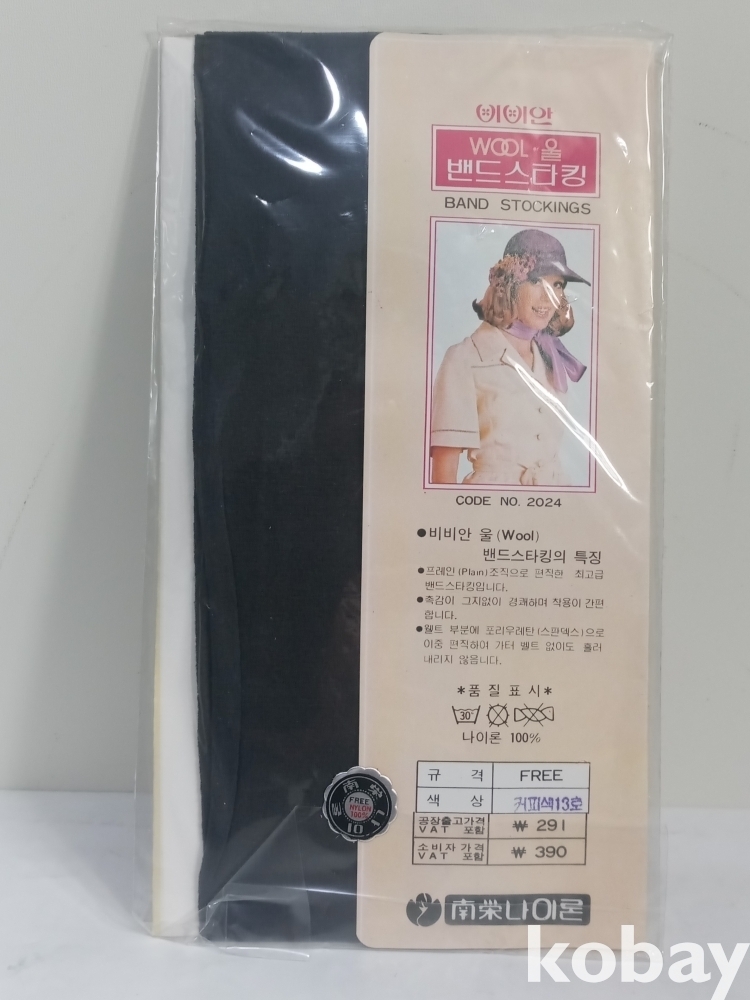 비비안
WOOL·울
밴드스타킹
BAND STOCKINGS
CODE NO. 2024
●비비안 울(Wool)
밴드스타킹의 특징
●프레인(Plain)조직으로 편직한 최고급
밴드스타킹입니다.
●촉감이 그지없이 경쾌하며 착용이 간편
합니다.
●웰트 부분에 포리우레탄(스판덱스)으로
이중 편직하여 가터 벨트 없이도 흘러
내리지 않읍니다.
*품 질 표 시*
30°
나이론 100%
규 격 FREE
색 상 커피색13호
공장출고가격
VAT 포함 ₩ 291
소비자가격
VAT 포함 ₩ 390
南榮나이론
FREE
NYLON
100%
10
kobay